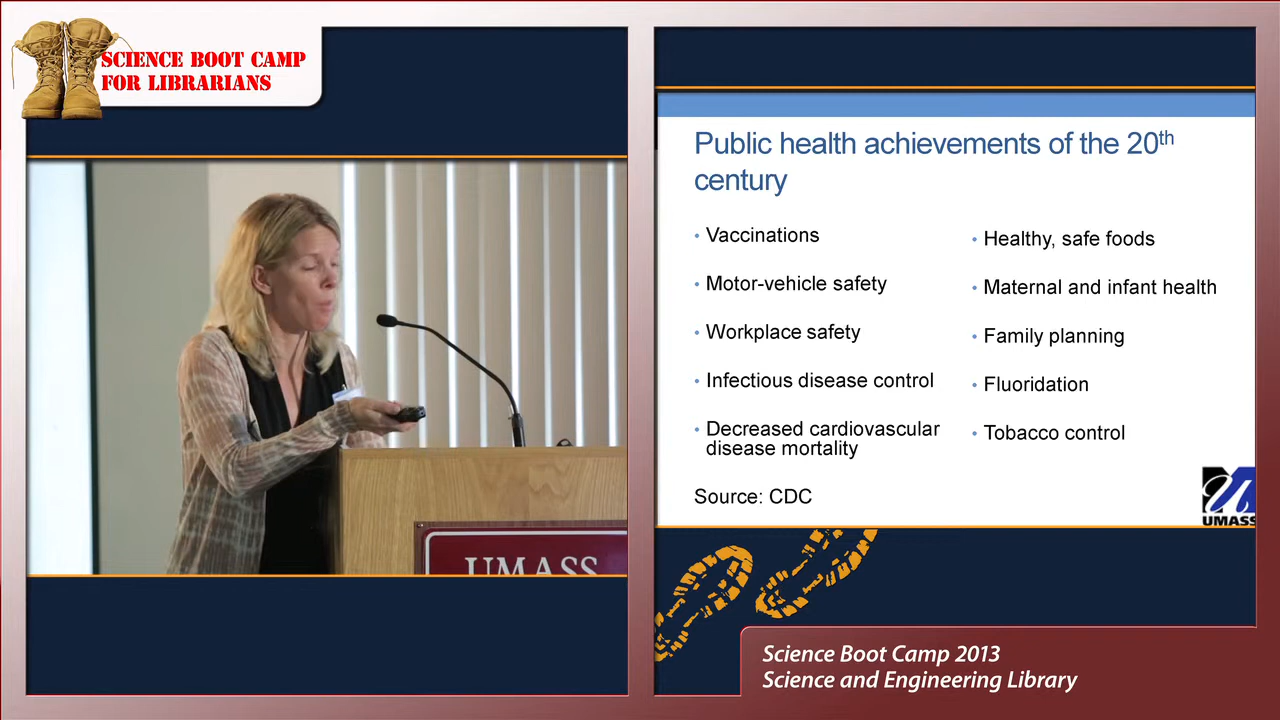 SCIENCE BOOT CAMP
FOR LIBRARIANS
UMASS
Public health achievements of the 20th
century
• Vaccinations
• Motor-vehicle safety
• Workplace safety
• Infectious disease control
• Decreased cardiovascular
disease mortality
Source: CDC
• Healthy, safe foods
• Maternal and infant health
• Family planning
• Fluoridation
• Tobacco control
UMASS
Science Boot Camp 2013
Science and Engineering Library